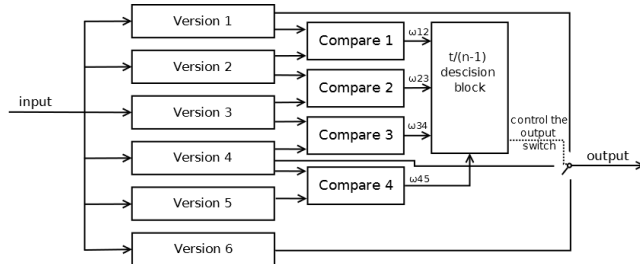 Version 1
Compare 1
ω12
t/(n-1)
descision
block
Version 2
Compare 2
ω23
input
Version 3
Compare 3
ω34
control the
output
switch
Version 4
output
Compare 4
ω45
Version 5
Version 6